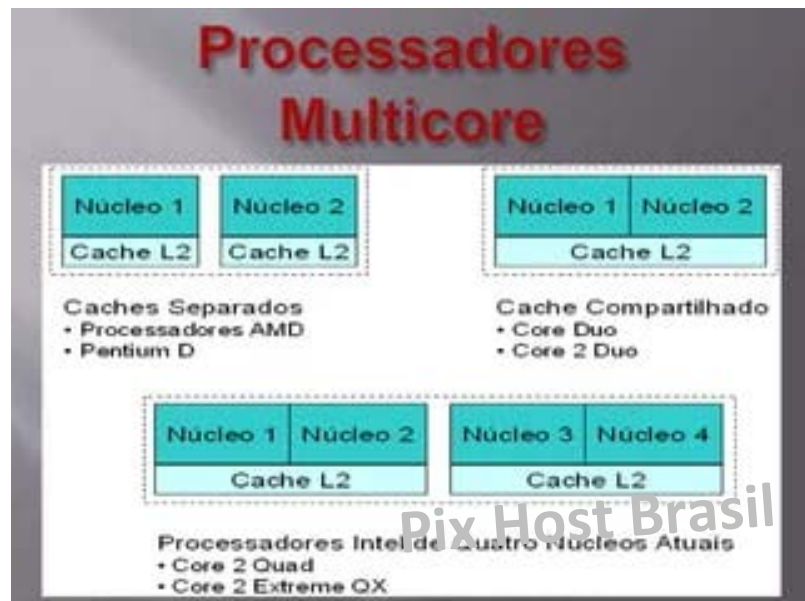 Processadores
Multicore
Núcleo 1 Núcleo 2
Cache L2 Cache L2
Caches Separados
• Processadores AMD
• Pentium D
Núcleo 1 Núcleo 2
Cache L2
Cache Compartilhado
• Core Duo
• Core 2 Duo
Núcleo 1 Núcleo 2 Núcleo 3 Núcleo 4
Cache L2 Cache L2
Processadores Intel de Quatro Núcleos Atuais
• Core 2 Quad
• Core 2 Extreme QX
Pix Host Brasil